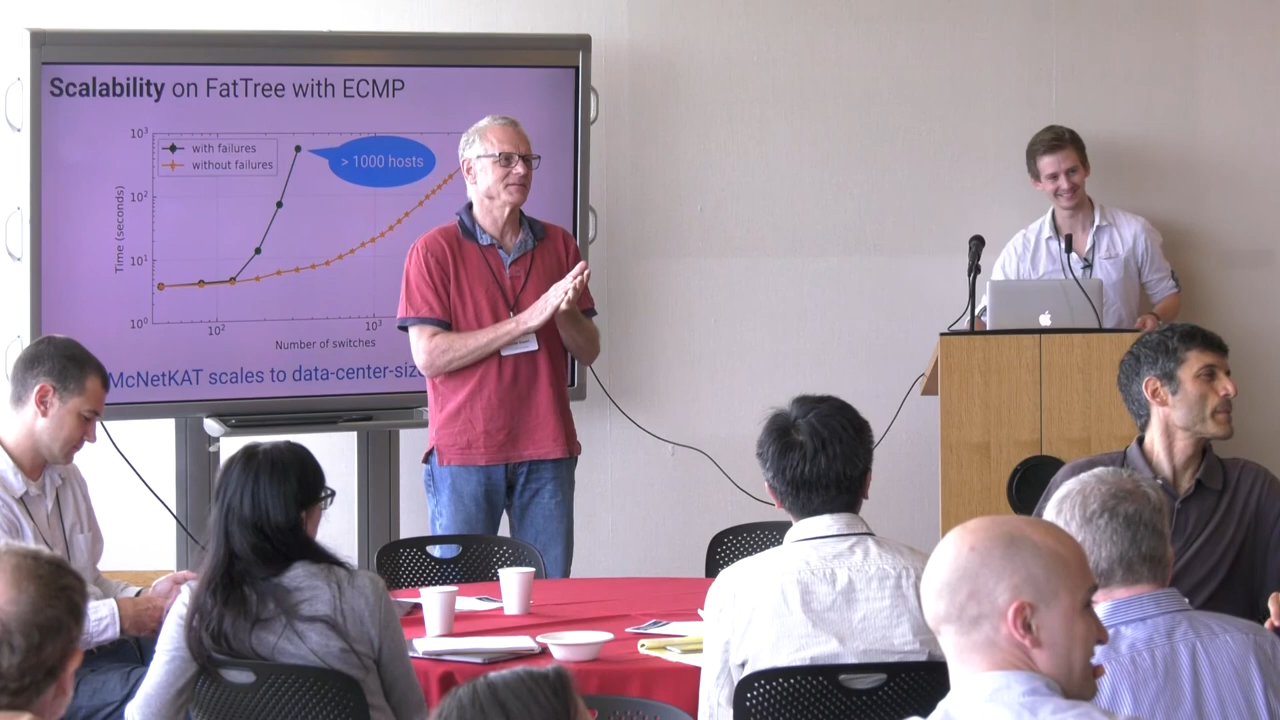 Scalability on FatTree with ECMP
10³
with failures
without failures
> 1000 hosts
10²
Time (seconds)
10¹
10⁰
10²
10³
Number of switches
McNetKAT scales to data-center-size